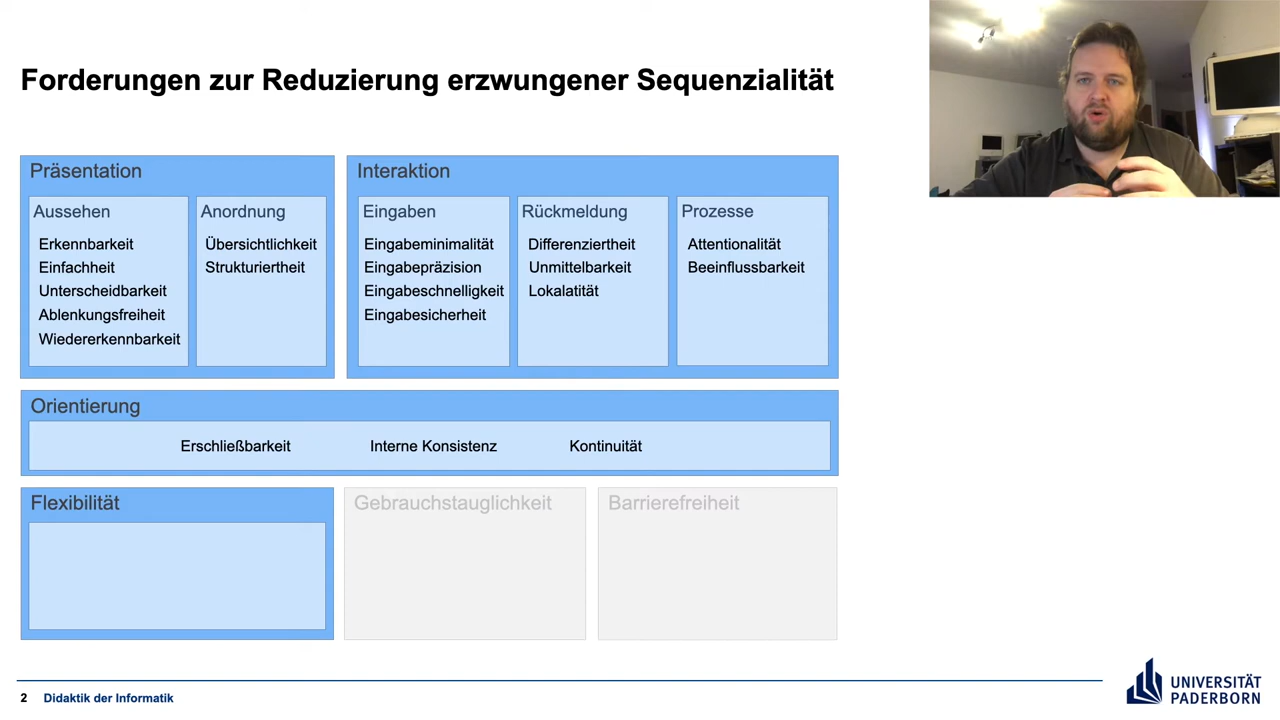 Forderungen zur Reduzierung erzwungener Sequenzialität
Präsentation
Aussehen
Erkennbarkeit
Einfachheit
Unterscheidbarkeit
Ablenkungsfreiheit
Wiedererkennbarkeit
Anordnung
Übersichtlichkeit
Strukturiertheit
Interaktion
Eingaben
Eingabeminimalität
Eingabepräzision
Eingabeschnelligkeit
Eingabesicherheit
Rückmeldung
Differenziertheit
Unmittelbarkeit
Lokalatität
Prozesse
Attentionalität
Beeinflussbarkeit
Orientierung
Erschließbarkeit
Interne Konsistenz
Kontinuität
Flexibilität
Gebrauchstauglichkeit
Barrierefreiheit
2 Didaktik der Informatik
UNIVERSITÄT
PADERBORN